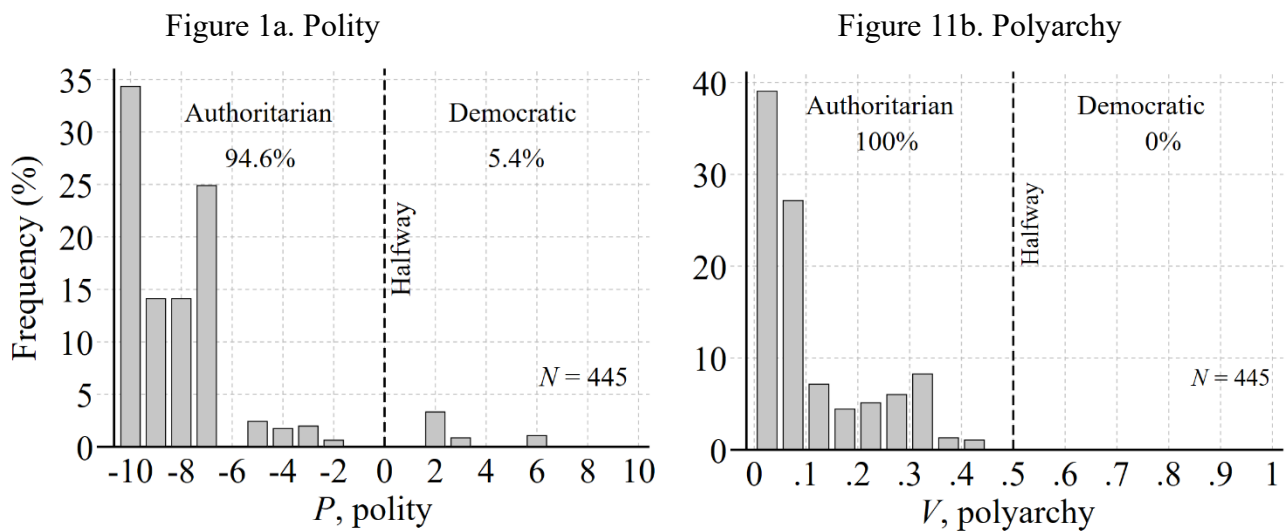 Figure 1a. Polity
35
30
25
20
15
10
5
0
Frequency (%)
Authoritarian
94.6%
Democratic
5.4%
Halfway
N = 445
-10 -8 -6 -4 -2 0 2 4 6 8 10
P, polity
Figure 11b. Polyarchy
40
30
20
10
0
Authoritarian
100%
Democratic
0%
Halfway
N = 445
0 .1 .2 .3 .4 .5 .6 .7 .8 .9 1
V, polyarchy